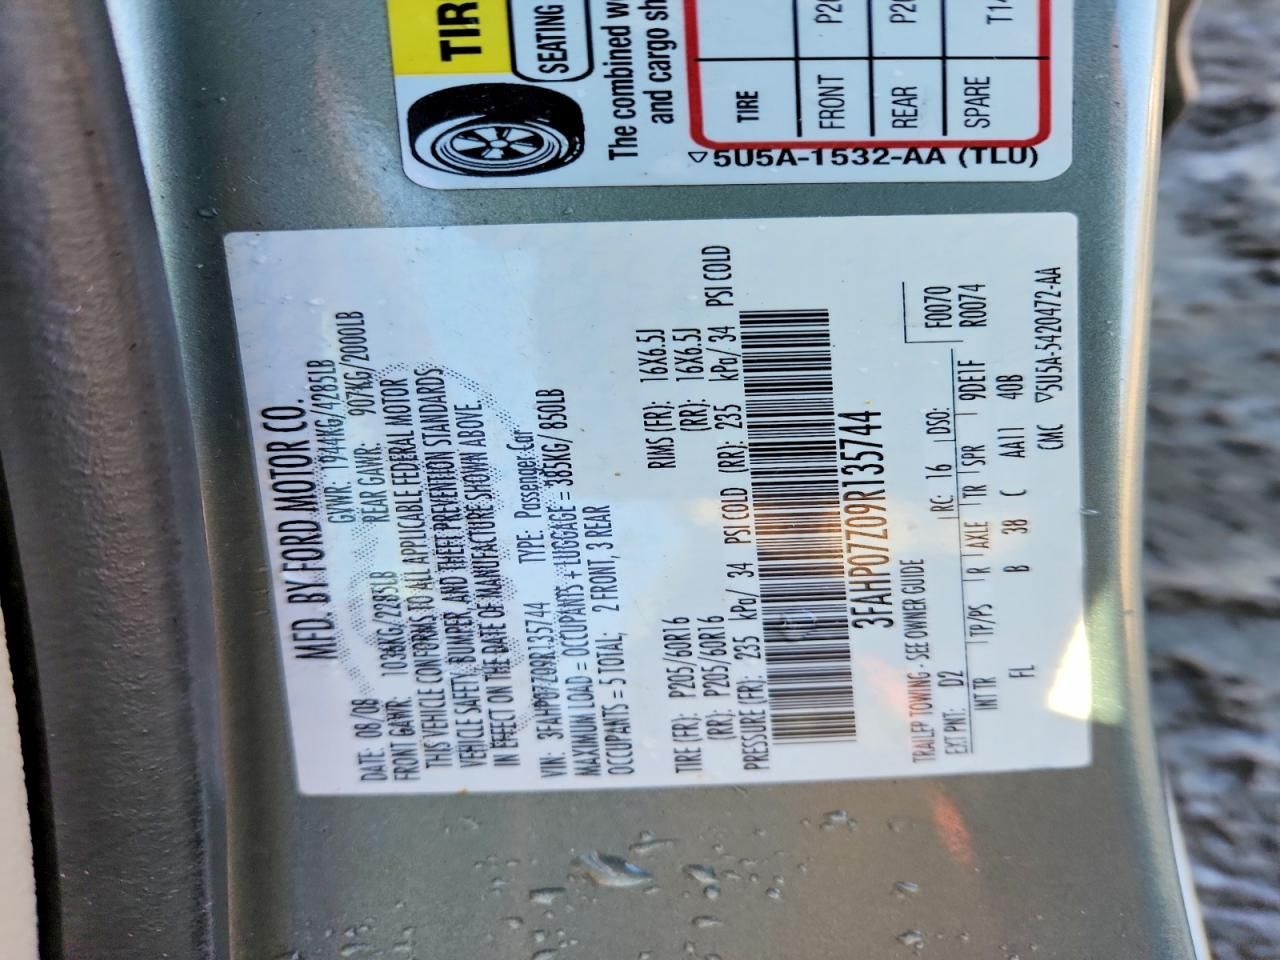 TIR
SEATING
The combined w
and cargo sh
TIRE
FRONT P20
REAR P20
SPARE T14
5U5A-1532-AA (TLU)
MFD. BY FORD MOTOR CO.
DATE: 08/08 GVWR: 1944KG/4285LB
FRONT GAWR: 1036KG/2285LB REAR GAWR: 907KG/2000LB
THIS VEHICLE CONFORMS TO ALL APPLICABLE FEDERAL MOTOR
VEHICLE SAFETY, BUMPER, AND THEFT PREVENTION STANDARDS
IN EFFECT ON THE DATE OF MANUFACTURE SHOWN ABOVE.
VIN: 3FAHP07Z09R135744 TYPE: Passenger Car
MAXIMUM LOAD = OCCUPANTS + LUGGAGE = 385KG/ 850LB
OCCUPANTS = 5 TOTAL; 2 FRONT, 3 REAR
TIRE (FR): P205/60R16 RIMS (FR): 16X6.5J
(RR): P205/60R16 (RR): 16X6.5J
PRESSURE (FR): 235 kPa/ 34 PSI COLD (RR): 235 kPa/ 34 PSI COLD
3FAHP07Z09R135744
TRAILER TOWING - SEE OWNER GUIDE
EXT PNT: D2 RC: 16 DSO: F0070
INT TR TP/PS R AXLE TR SPR 9DE1F R0074
FL B 38 C AA11 40B
CMC 5U5A-5420472-AA